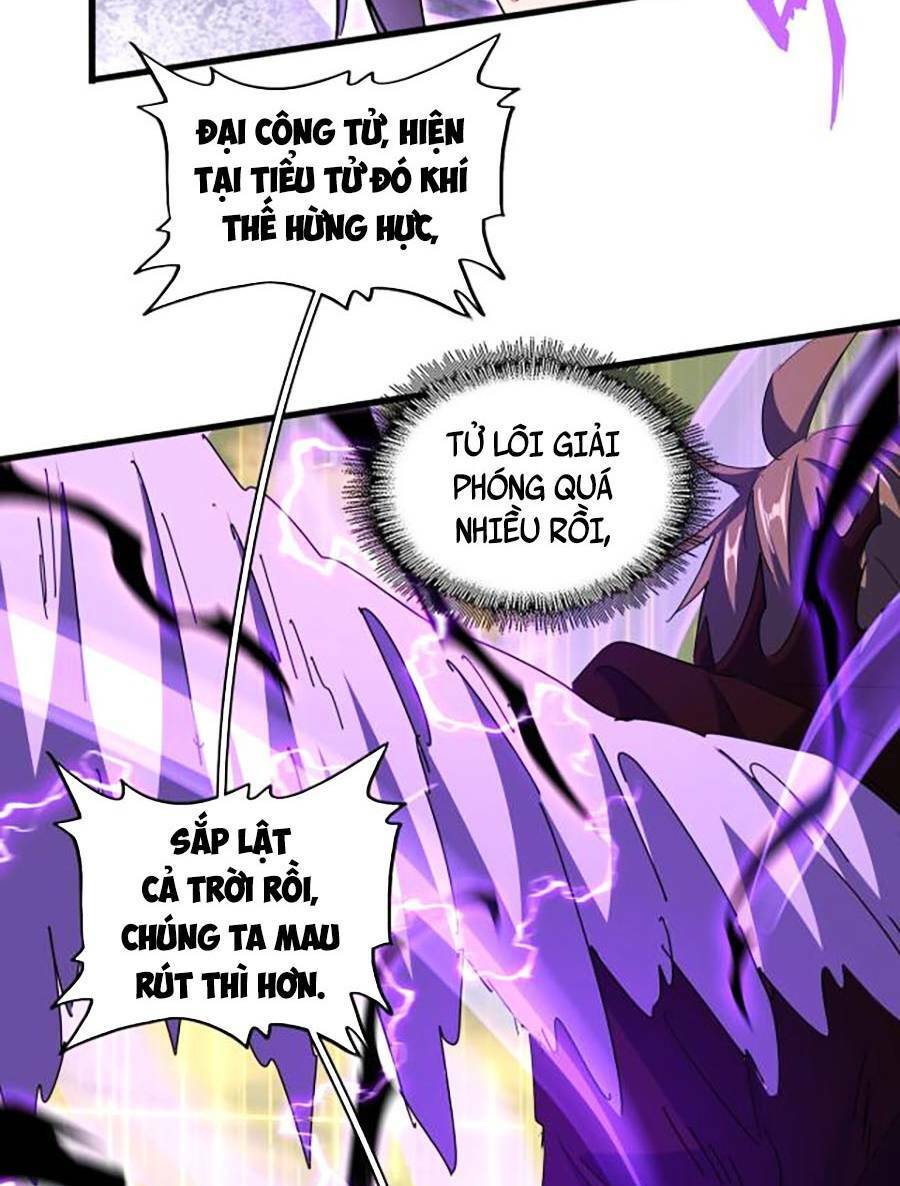 ĐẠI CÔNG TỬ, HIỆN
TẠI TIỂU TỬ ĐÓ KHÍ
THẾ HỪNG HỰC,
TỬ LÔI GIẢI
PHÓNG QUÁ
NHIỀU RỒI,
SẮP LẬT
CẢ TRỜI RỒI,
CHÚNG TA MAU
RÚT THÌ HƠN.